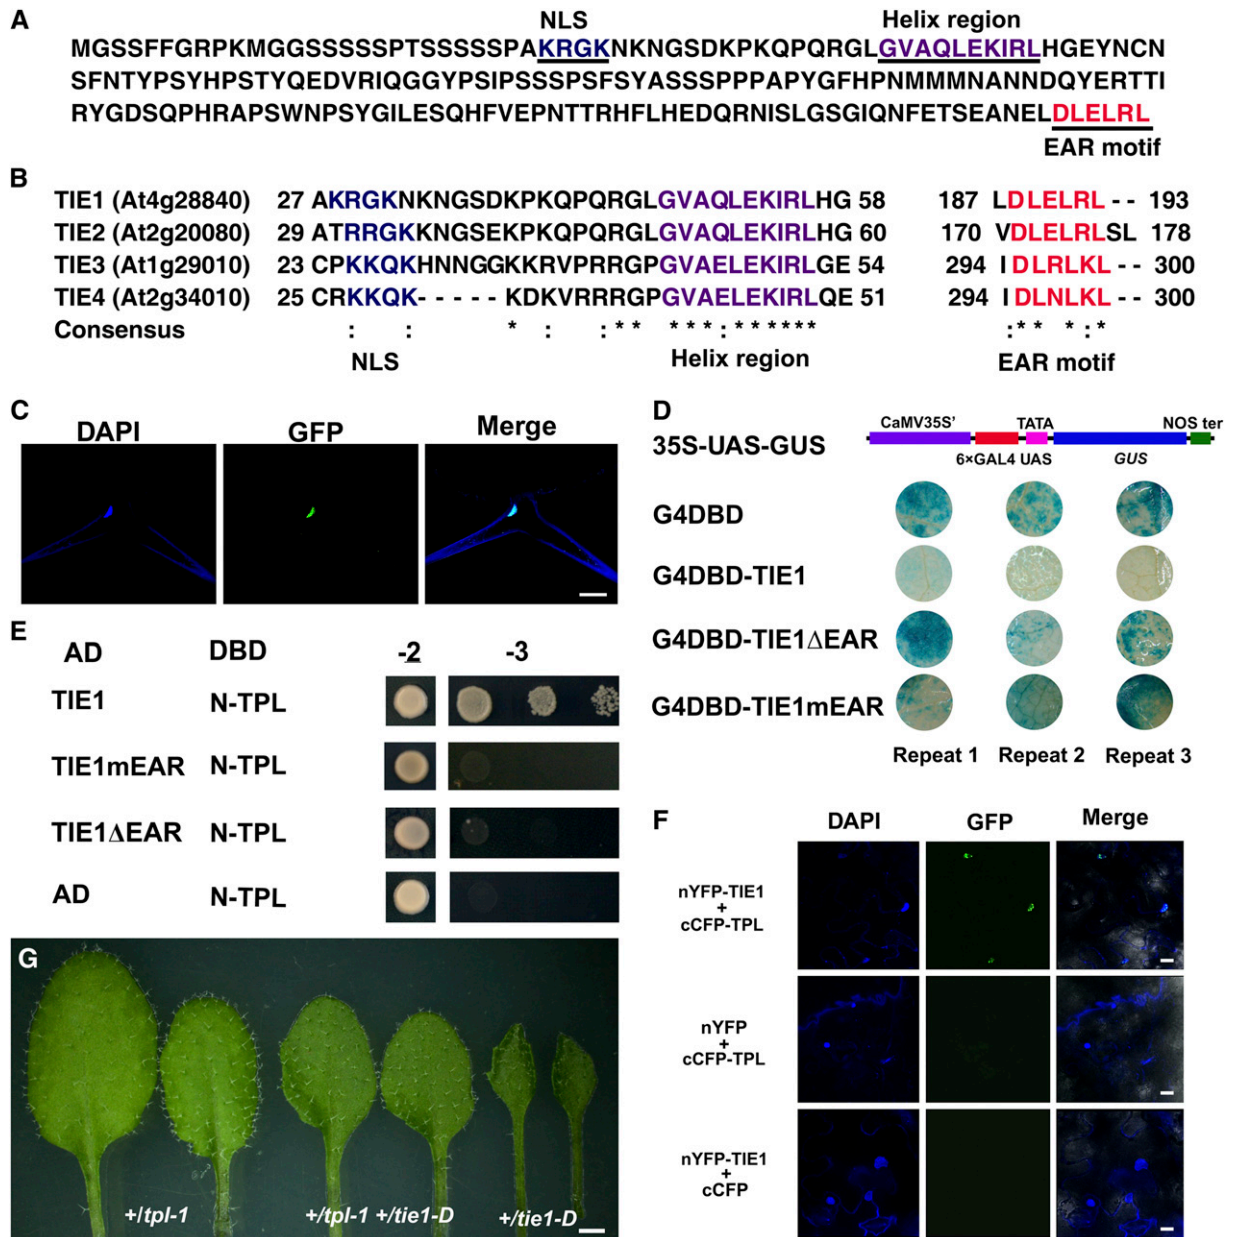 A
NLS Helix region
MGSSFFGRPKMGGSSSSSPTSSSSSPAKRGKNKNGSDKPKQPQRGLGVAQLEKIRLHGEYNCN
SFNTYPSYHPSTYQEDVRIQGGYPSIPSSSPSFSYASSSPPPAPYGFHPNMMMNANNDQYERTTI
RYGDSQPHRAPSWNPSYGILESQHFVEPNTTRHFLHEDQRNISLGSGIQNFETSEANELDLELRL
EAR motif
B
TIE1 (At4g28840) 27 AKRGKNKNGSDKPKQPQRGLGVAQLEKIRLHG 58 187 LDLELRL - - 193
TIE2 (At2g20080) 29 ATRRGKKNGSEKPKQPQRGLGVAQLEKIRLHG 60 170 VDLELRLSL 178
TIE3 (At1g29010) 23 CPKKQKHNNGGKKRVPRRGPGVAELEKIRLGE 54 294 IDLRLKL - - 300
TIE4 (At2g34010) 25 CRKKQK- - - - - KDKVRRRGPGVAELEKIRLQE 51 294 IDLNLKL - - 300
Consensus : : * : : * * * * * : * * * * * * : * * * : *
NLS Helix region EAR motif
C
DAPI GFP Merge
D
CaMV35S' TATA NOS ter
35S-UAS-GUS
6×GAL4 UAS GUS
G4DBD
G4DBD-TIE1
G4DBD-TIE1ΔEAR
G4DBD-TIE1mEAR
Repeat 1 Repeat 2 Repeat 3
E
AD DBD -2 -3
TIE1 N-TPL
TIE1mEAR N-TPL
TIE1ΔEAR N-TPL
AD N-TPL
F
DAPI GFP Merge
nYFP-TIE1
+
cCFP-TPL
nYFP
+
cCFP-TPL
nYFP-TIE1
+
cCFP
G
+/tpl-1 +/tpl-1 +/tie1-D +/tie1-D